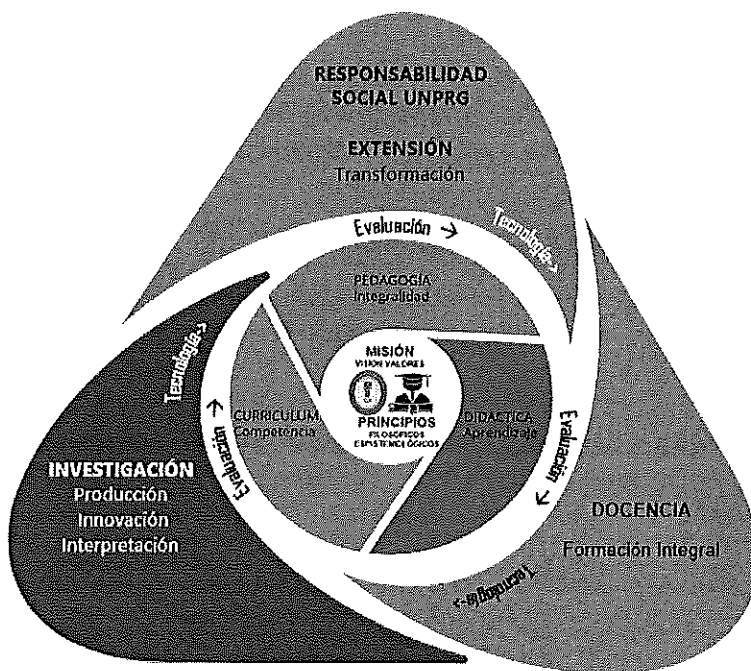 RESPONSABILIDAD
SOCIAL UNPRG
EXTENSIÓN
Transformación
Evaluación →
Tecnología->
PEDAGOGÍA
Integralidad
MISIÓN
VISION VALORES
PRINCIPIOS
FILOSÓFICOS
EPISTEMOLÓGICOS
CURRICULUM
Competencia
DIDÁCTICA
Aprendizaje
Tecnología->
Evaluación →
Evaluación →
INVESTIGACIÓN
Producción
Innovación
Interpretación
DOCENCIA
Formación Integral
Tecnología->